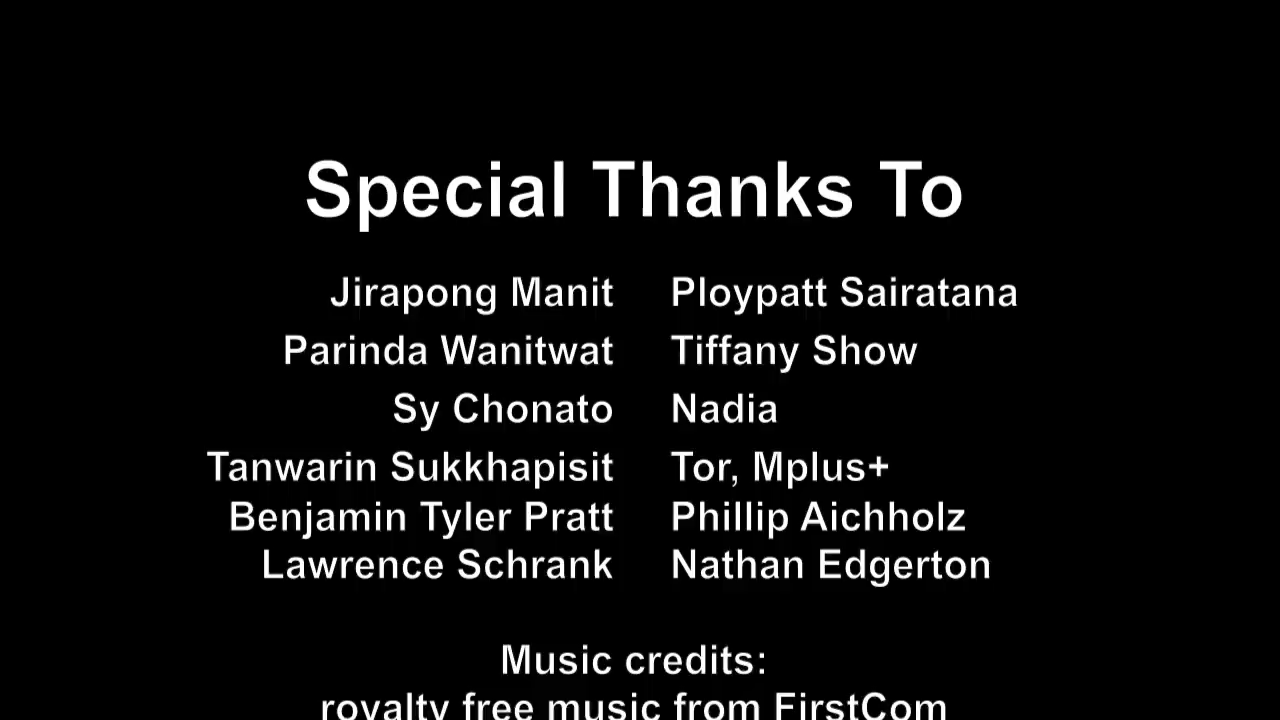 Special Thanks To
Jirapong Manit Ploypatt Sairatana
Parinda Wanitwat Tiffany Show
Sy Chonato Nadia
Tanwarin Sukkhapisit Tor, Mplus+
Benjamin Tyler Pratt Phillip Aichholz
Lawrence Schrank Nathan Edgerton
Music credits:
royalty free music from FirstCom